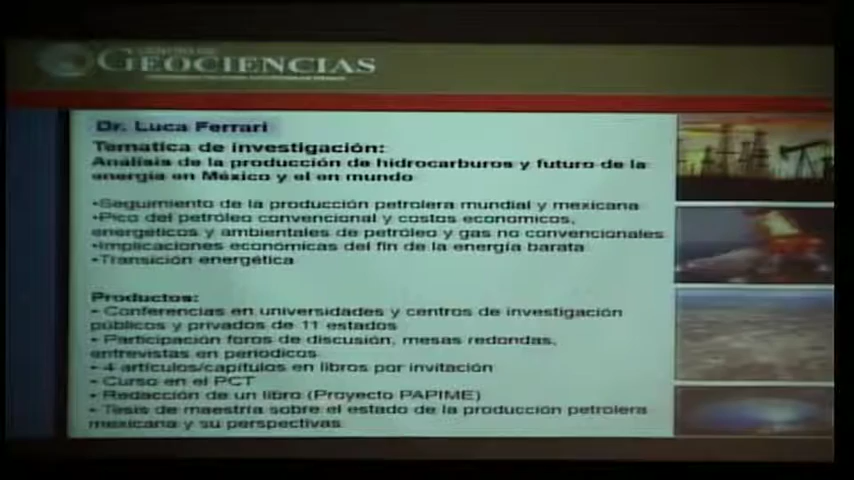 CENTRO DE
GEOCIENCIAS
Dr. Luca Ferrari
Tematica de investigación:
Análisis de la producción de hidrocarburos y futuro de la
energía en México y el en mundo
•Seguimiento de la producción petrolera mundial y mexicana
•Pico del petróleo convencional y costos economicos,
energéticos y ambientales de petróleo y gas no convencionales
•Implicaciones económicas del fin de la energía barata
•Transición energética
Productos:
• Conferencias en universidades y centros de investigación
públicos y privados de 11 estados
• Participación foros de discusión, mesas redondas,
entrevistas en periodicos
• 4 artículos/capítulos en libros por invitación
• Curso en el PCT
• Redacción de un libro (Proyecto PAPIME)
• Tesis de maestría sobre el estado de la producción petrolera
mexicana y su perspectivas